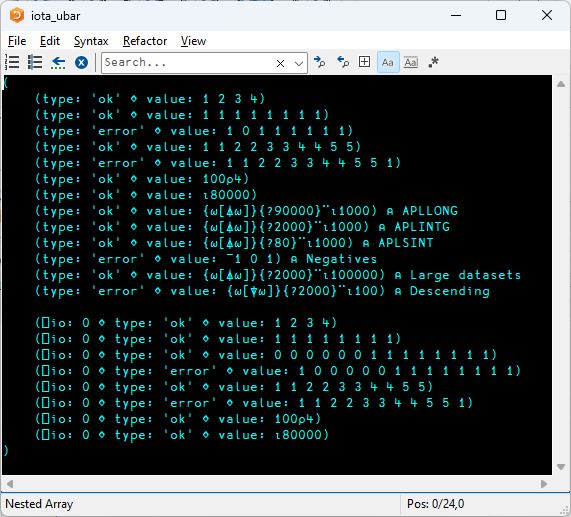 iota_ubar
File Edit Syntax Refactor View
Search...
Aa Aa .*
(
    (type: 'ok' ⋄ value: 1 2 3 4)
    (type: 'ok' ⋄ value: 1 1 1 1 1 1 1 1)
    (type: 'error' ⋄ value: 1 0 1 1 1 1 1 1)
    (type: 'ok' ⋄ value: 1 1 2 2 3 3 4 4 5 5)
    (type: 'error' ⋄ value: 1 1 2 2 3 3 4 4 5 5 1)
    (type: 'ok' ⋄ value: 100⍴4)
    (type: 'ok' ⋄ value: ⍳80000)
    (type: 'ok' ⋄ value: {⍵[⍋⍵]}{?90000}¨⍳1000) ⍝ APLLONG
    (type: 'ok' ⋄ value: {⍵[⍋⍵]}{?2000}¨⍳1000) ⍝ APLINTG
    (type: 'ok' ⋄ value: {⍵[⍋⍵]}{?80}¨⍳1000) ⍝ APLSINT
    (type: 'error' ⋄ value: ¯1 0 1) ⍝ Negatives
    (type: 'ok' ⋄ value: {⍵[⍋⍵]}{?2000}¨⍳100000) ⍝ Large datasets
    (type: 'error' ⋄ value: {⍵[⍒⍵]}{?2000}¨⍳100) ⍝ Descending
    (⎕io: 0 ⋄ type: 'ok' ⋄ value: 1 2 3 4)
    (⎕io: 0 ⋄ type: 'ok' ⋄ value: 1 1 1 1 1 1 1 1)
    (⎕io: 0 ⋄ type: 'ok' ⋄ value: 0 0 0 0 0 0 1 1 1 1 1 1 1 1)
    (⎕io: 0 ⋄ type: 'error' ⋄ value: 1 0 0 0 0 0 1 1 1 1 1 1 1 1)
    (⎕io: 0 ⋄ type: 'ok' ⋄ value: 1 1 2 2 3 3 4 4 5 5)
    (⎕io: 0 ⋄ type: 'error' ⋄ value: 1 1 2 2 3 3 4 4 5 5 1)
    (⎕io: 0 ⋄ type: 'ok' ⋄ value: 100⍴4)
    (⎕io: 0 ⋄ type: 'ok' ⋄ value: ⍳80000)
)
Nested Array Pos: 0/24,0